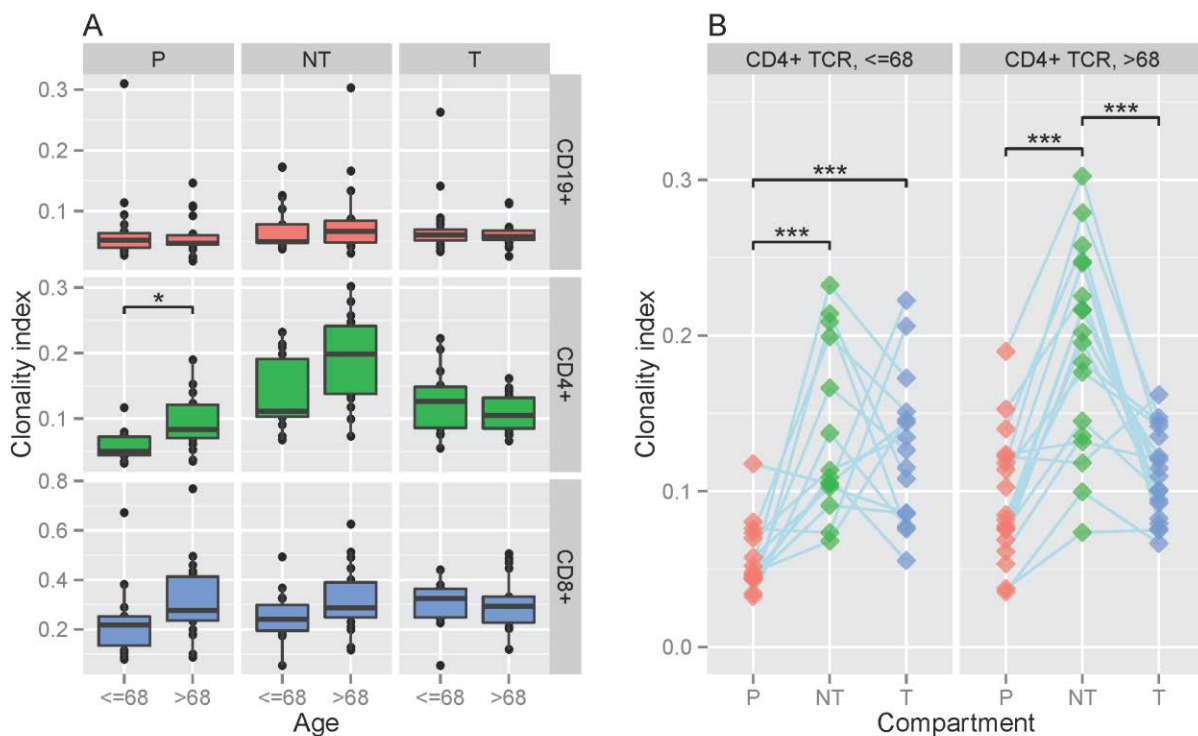 A
P NT T
CD19+
CD4+
CD8+
Clonality index
0.3
0.2
0.1
*
0.3
0.2
0.1
0.8
0.6
0.4
0.2
<=68 >68 <=68 >68 <=68 >68
Age
B
CD4+ TCR, <=68 CD4+ TCR, >68
Clonality index
0.3
0.2
0.1
0.0
***
***
***
***
P NT T P NT T
Compartment